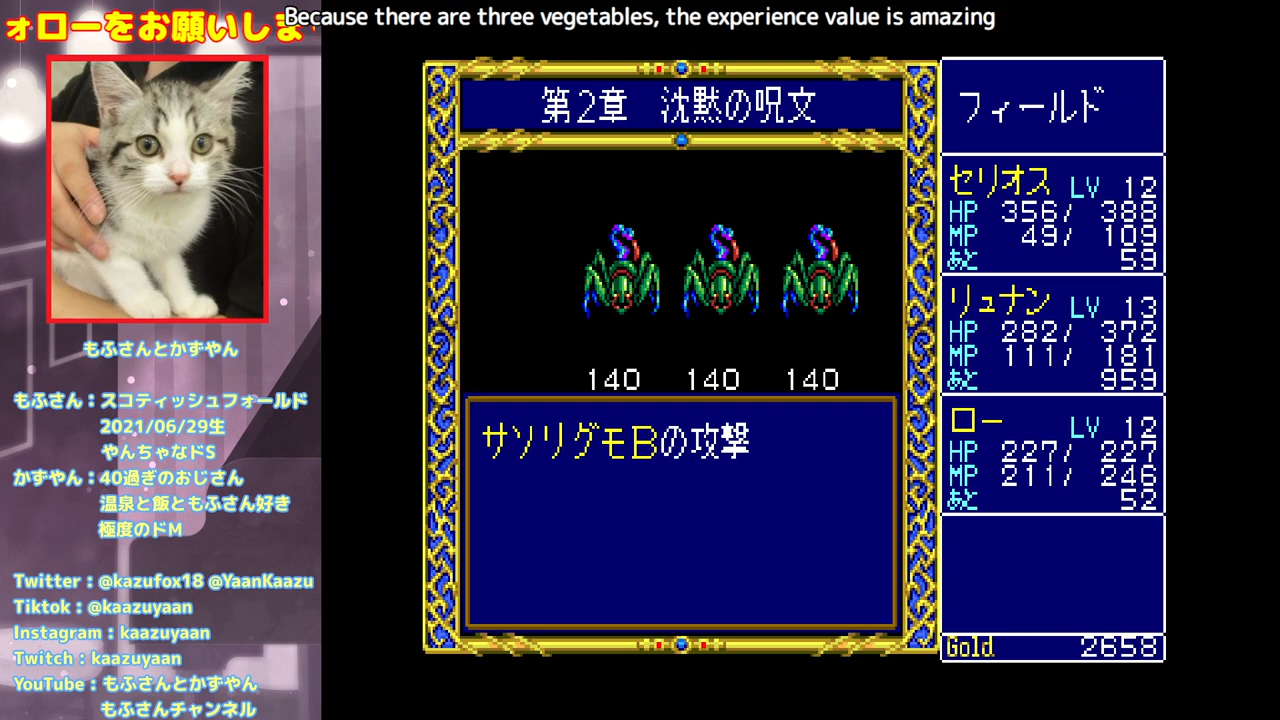 ォローをお願いしま
Because there are three vegetables, the experience value is amazing
もふさんとかずやん
もふさん：スコティッシュフォールド
2021/06/29生
やんちゃなドS
かずやん：40過ぎのおじさん
温泉と飯ともふさん好き
極度のドM
Twitter：@kazufox18 @YaanKaazu
Tiktok：@kaazuyaan
Instagram：kaazuyaan
Twitch：kaazuyaan
YouTube：もふさんとかずやん
もふさんチャンネル
第2章 沈黙の呪文
140 140 140
サソリグモBの攻撃
フィールド
セリオス LV 12
HP 356/ 388
MP 49/ 109
あと 59
リュナン LV 13
HP 282/ 372
MP 111/ 181
あと 959
ロー LV 12
HP 227/ 227
MP 211/ 246
あと 52
Gold 2658